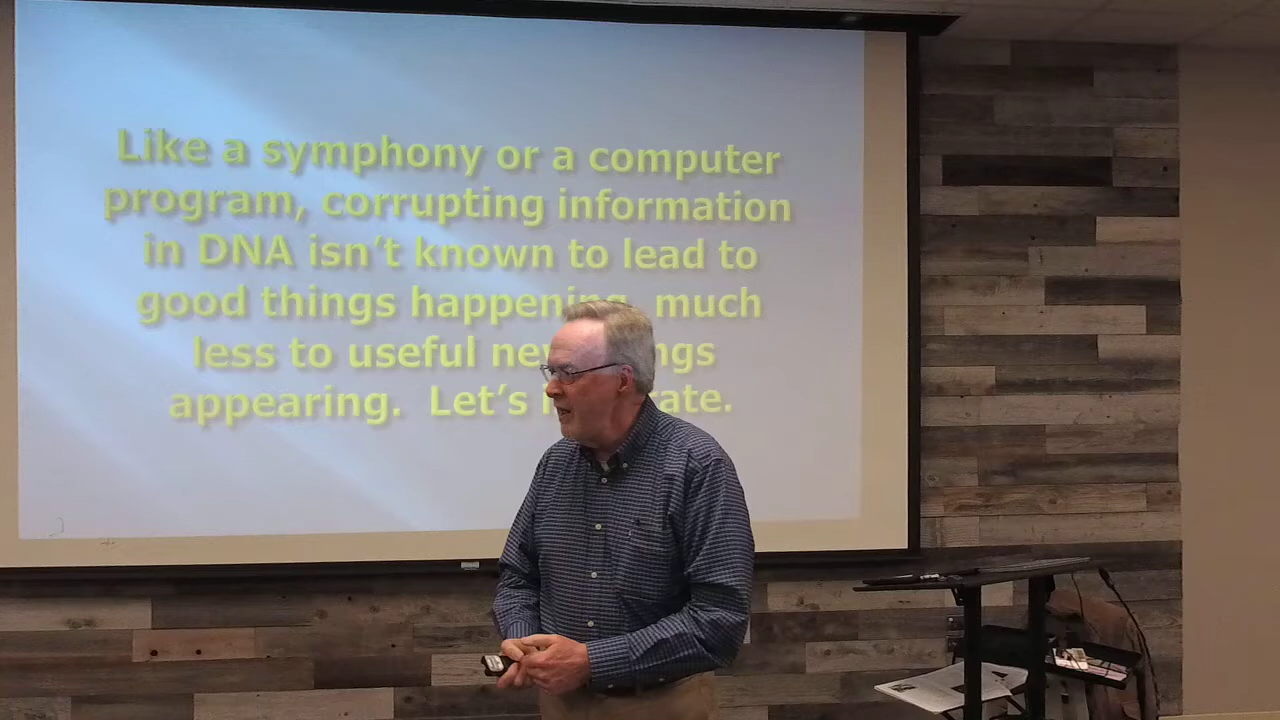 Like a symphony or a computer
program, corrupting information
in DNA isn't known to lead to
good things happening, much
less to useful new
appearing. Let's